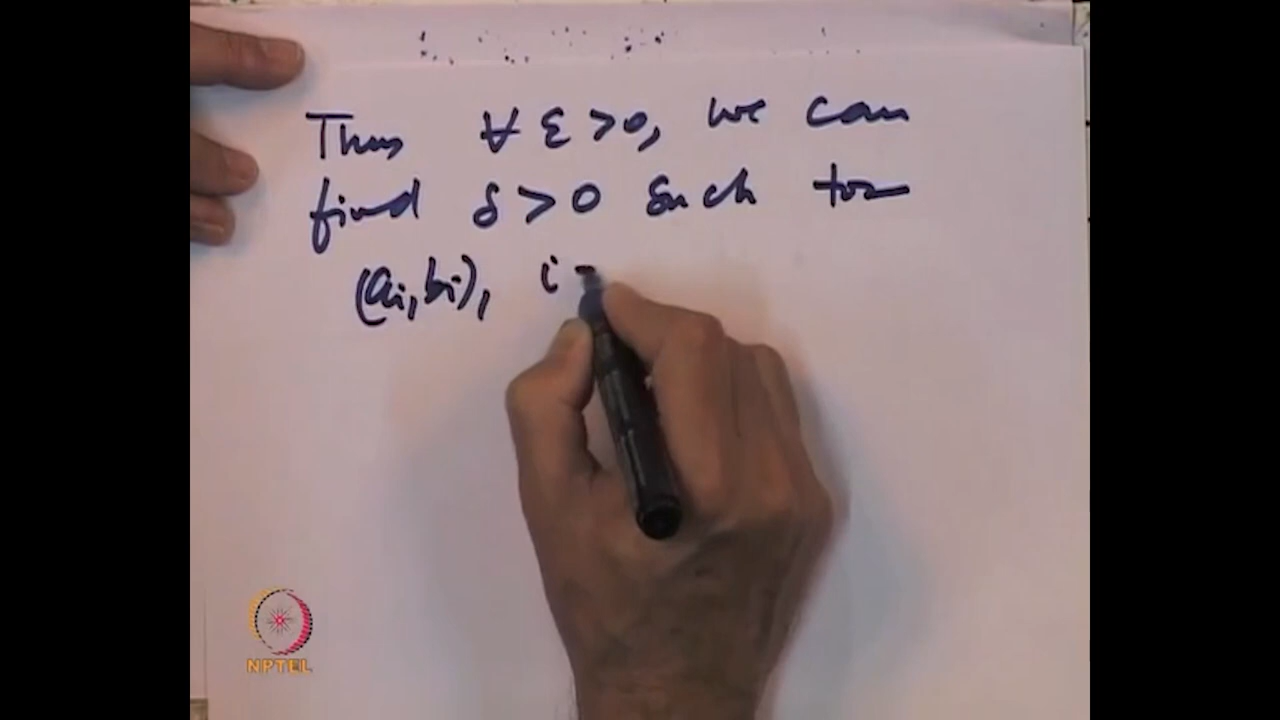 Thus ∀ ε > 0, we can
find δ > 0 such that
(ai, bi), i =
NPTEL